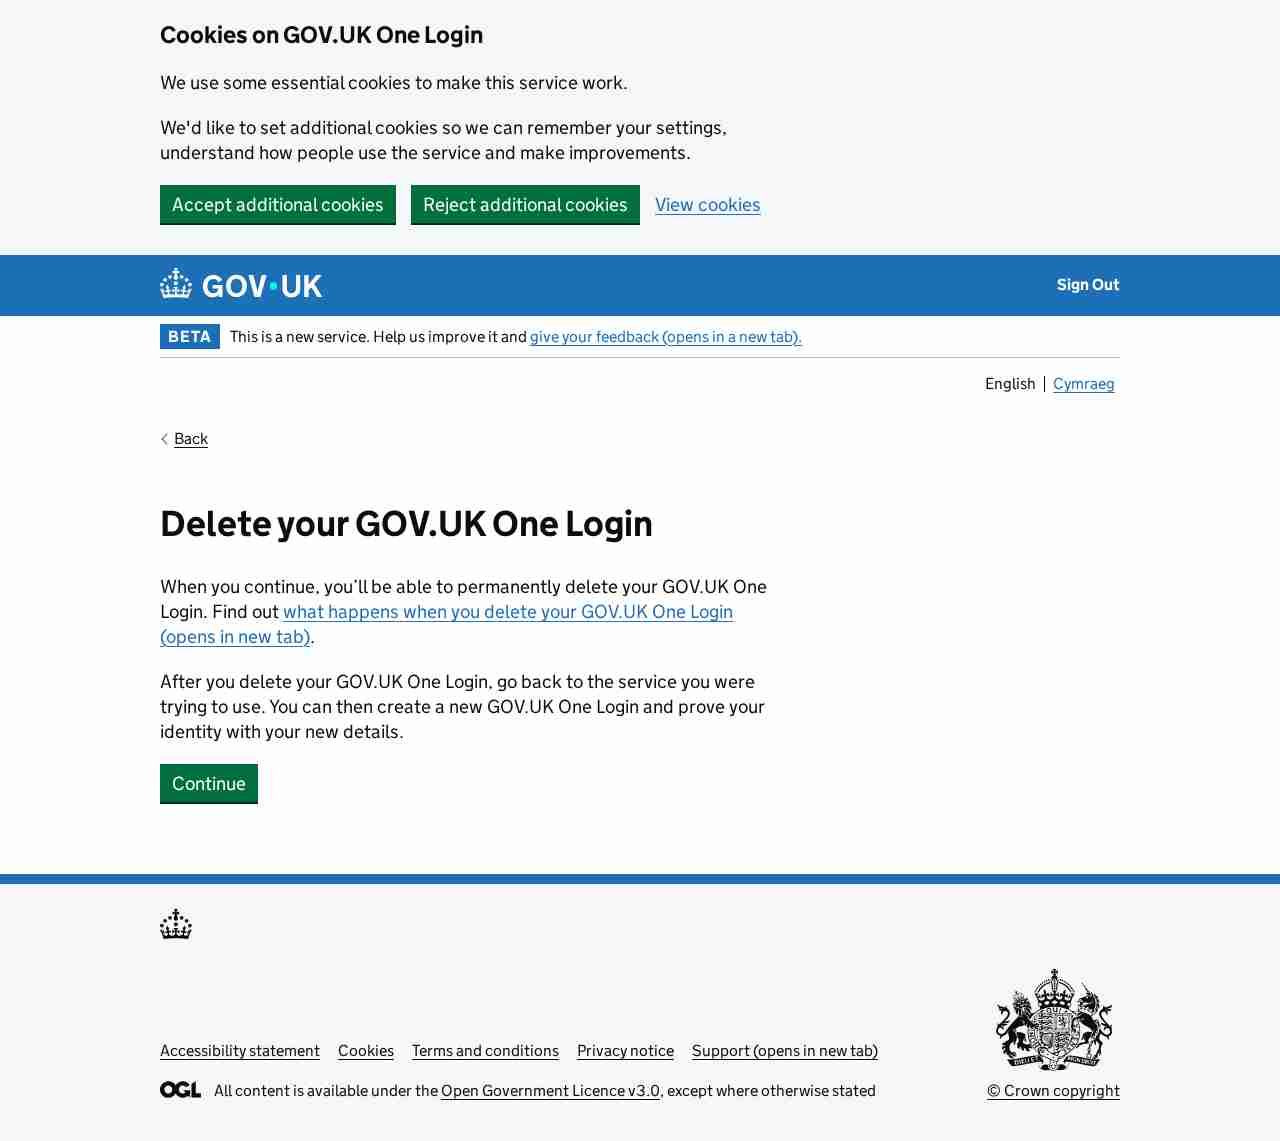 Cookies on GOV.UK One Login
We use some essential cookies to make this service work.
We'd like to set additional cookies so we can remember your settings,
understand how people use the service and make improvements.
Accept additional cookies
Reject additional cookies
View cookies
GOV·UK
Sign Out
BETA
This is a new service. Help us improve it and give your feedback (opens in a new tab).
English
Cymraeg
Back
Delete your GOV.UK One Login
When you continue, you’ll be able to permanently delete your GOV.UK One
Login. Find out what happens when you delete your GOV.UK One Login
(opens in new tab).
After you delete your GOV.UK One Login, go back to the service you were
trying to use. You can then create a new GOV.UK One Login and prove your
identity with your new details.
Continue
Accessibility statement
Cookies
Terms and conditions
Privacy notice
Support (opens in new tab)
OGL
All content is available under the Open Government Licence v3.0, except where otherwise stated
© Crown copyright